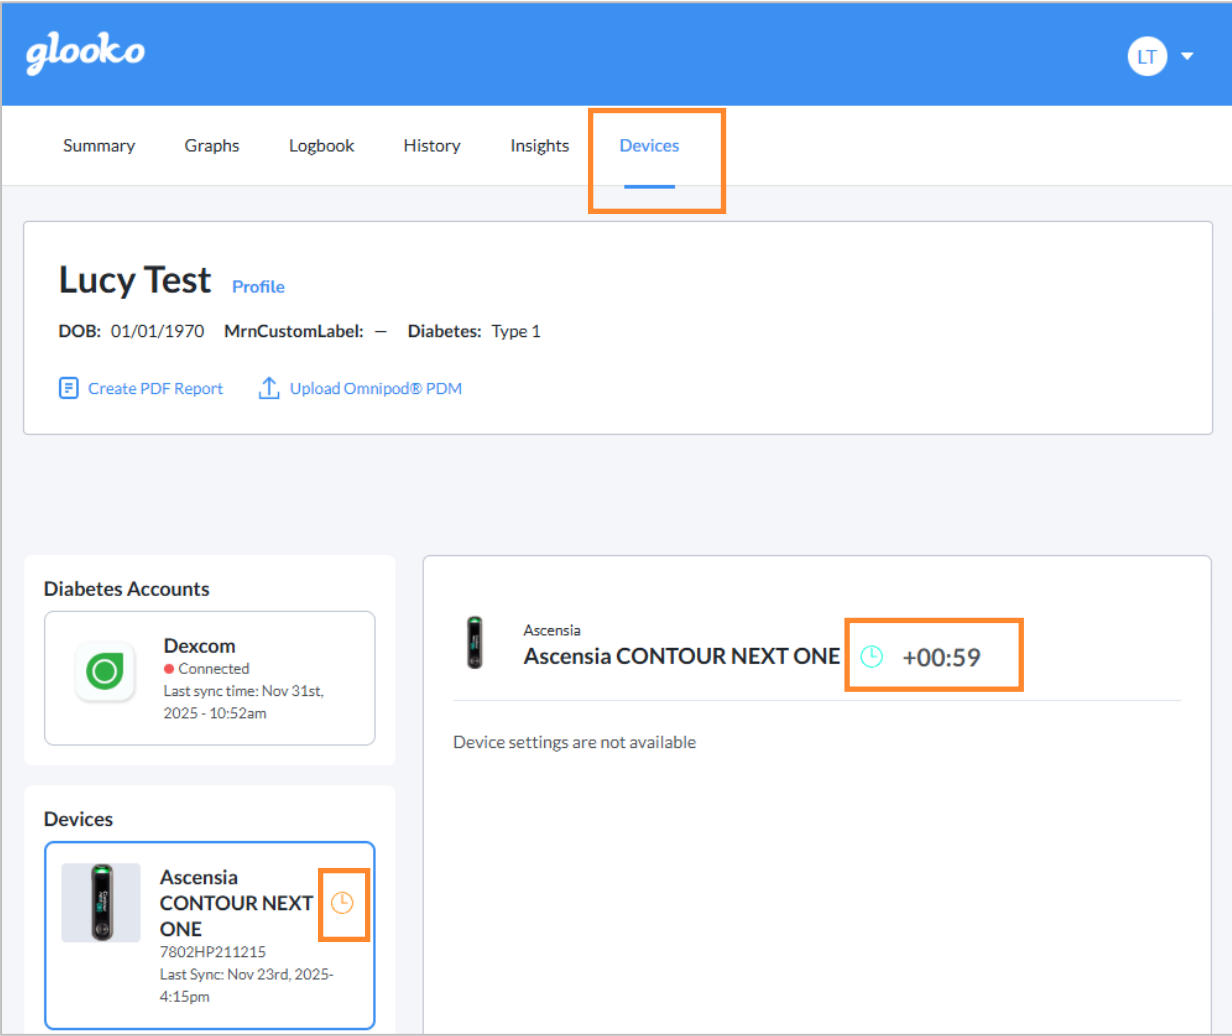 glooko
LT
Summary Graphs Logbook History Insights Devices
Lucy Test Profile
DOB: 01/01/1970 MrnCustomLabel: – Diabetes: Type 1
Create PDF Report Upload Omnipod® PDM
Diabetes Accounts
Dexcom
Connected
Last sync time: Nov 31st,
2025 - 10:52am
Devices
Ascensia
CONTOUR NEXT
ONE
7802HP211215
Last Sync: Nov 23rd, 2025-
4:15pm
Ascensia
Ascensia CONTOUR NEXT ONE +00:59
Device settings are not available